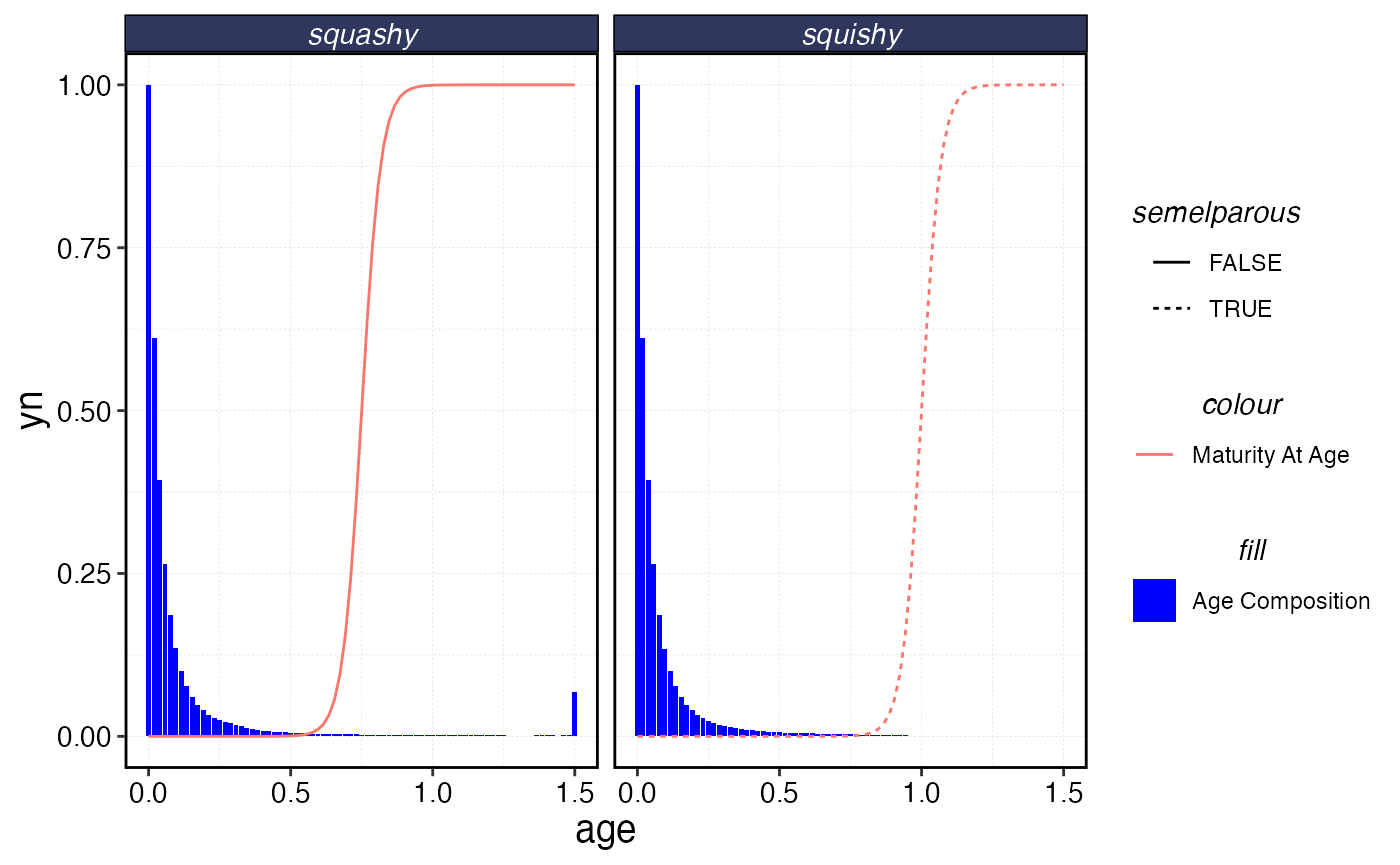 squashy
squishy
1.00
0.75
0.50
0.25
0.00
yn
0.0 0.5 1.0 1.5
0.0 0.5 1.0 1.5
age
semelparous
FALSE
TRUE
colour
Maturity At Age
fill
Age Composition